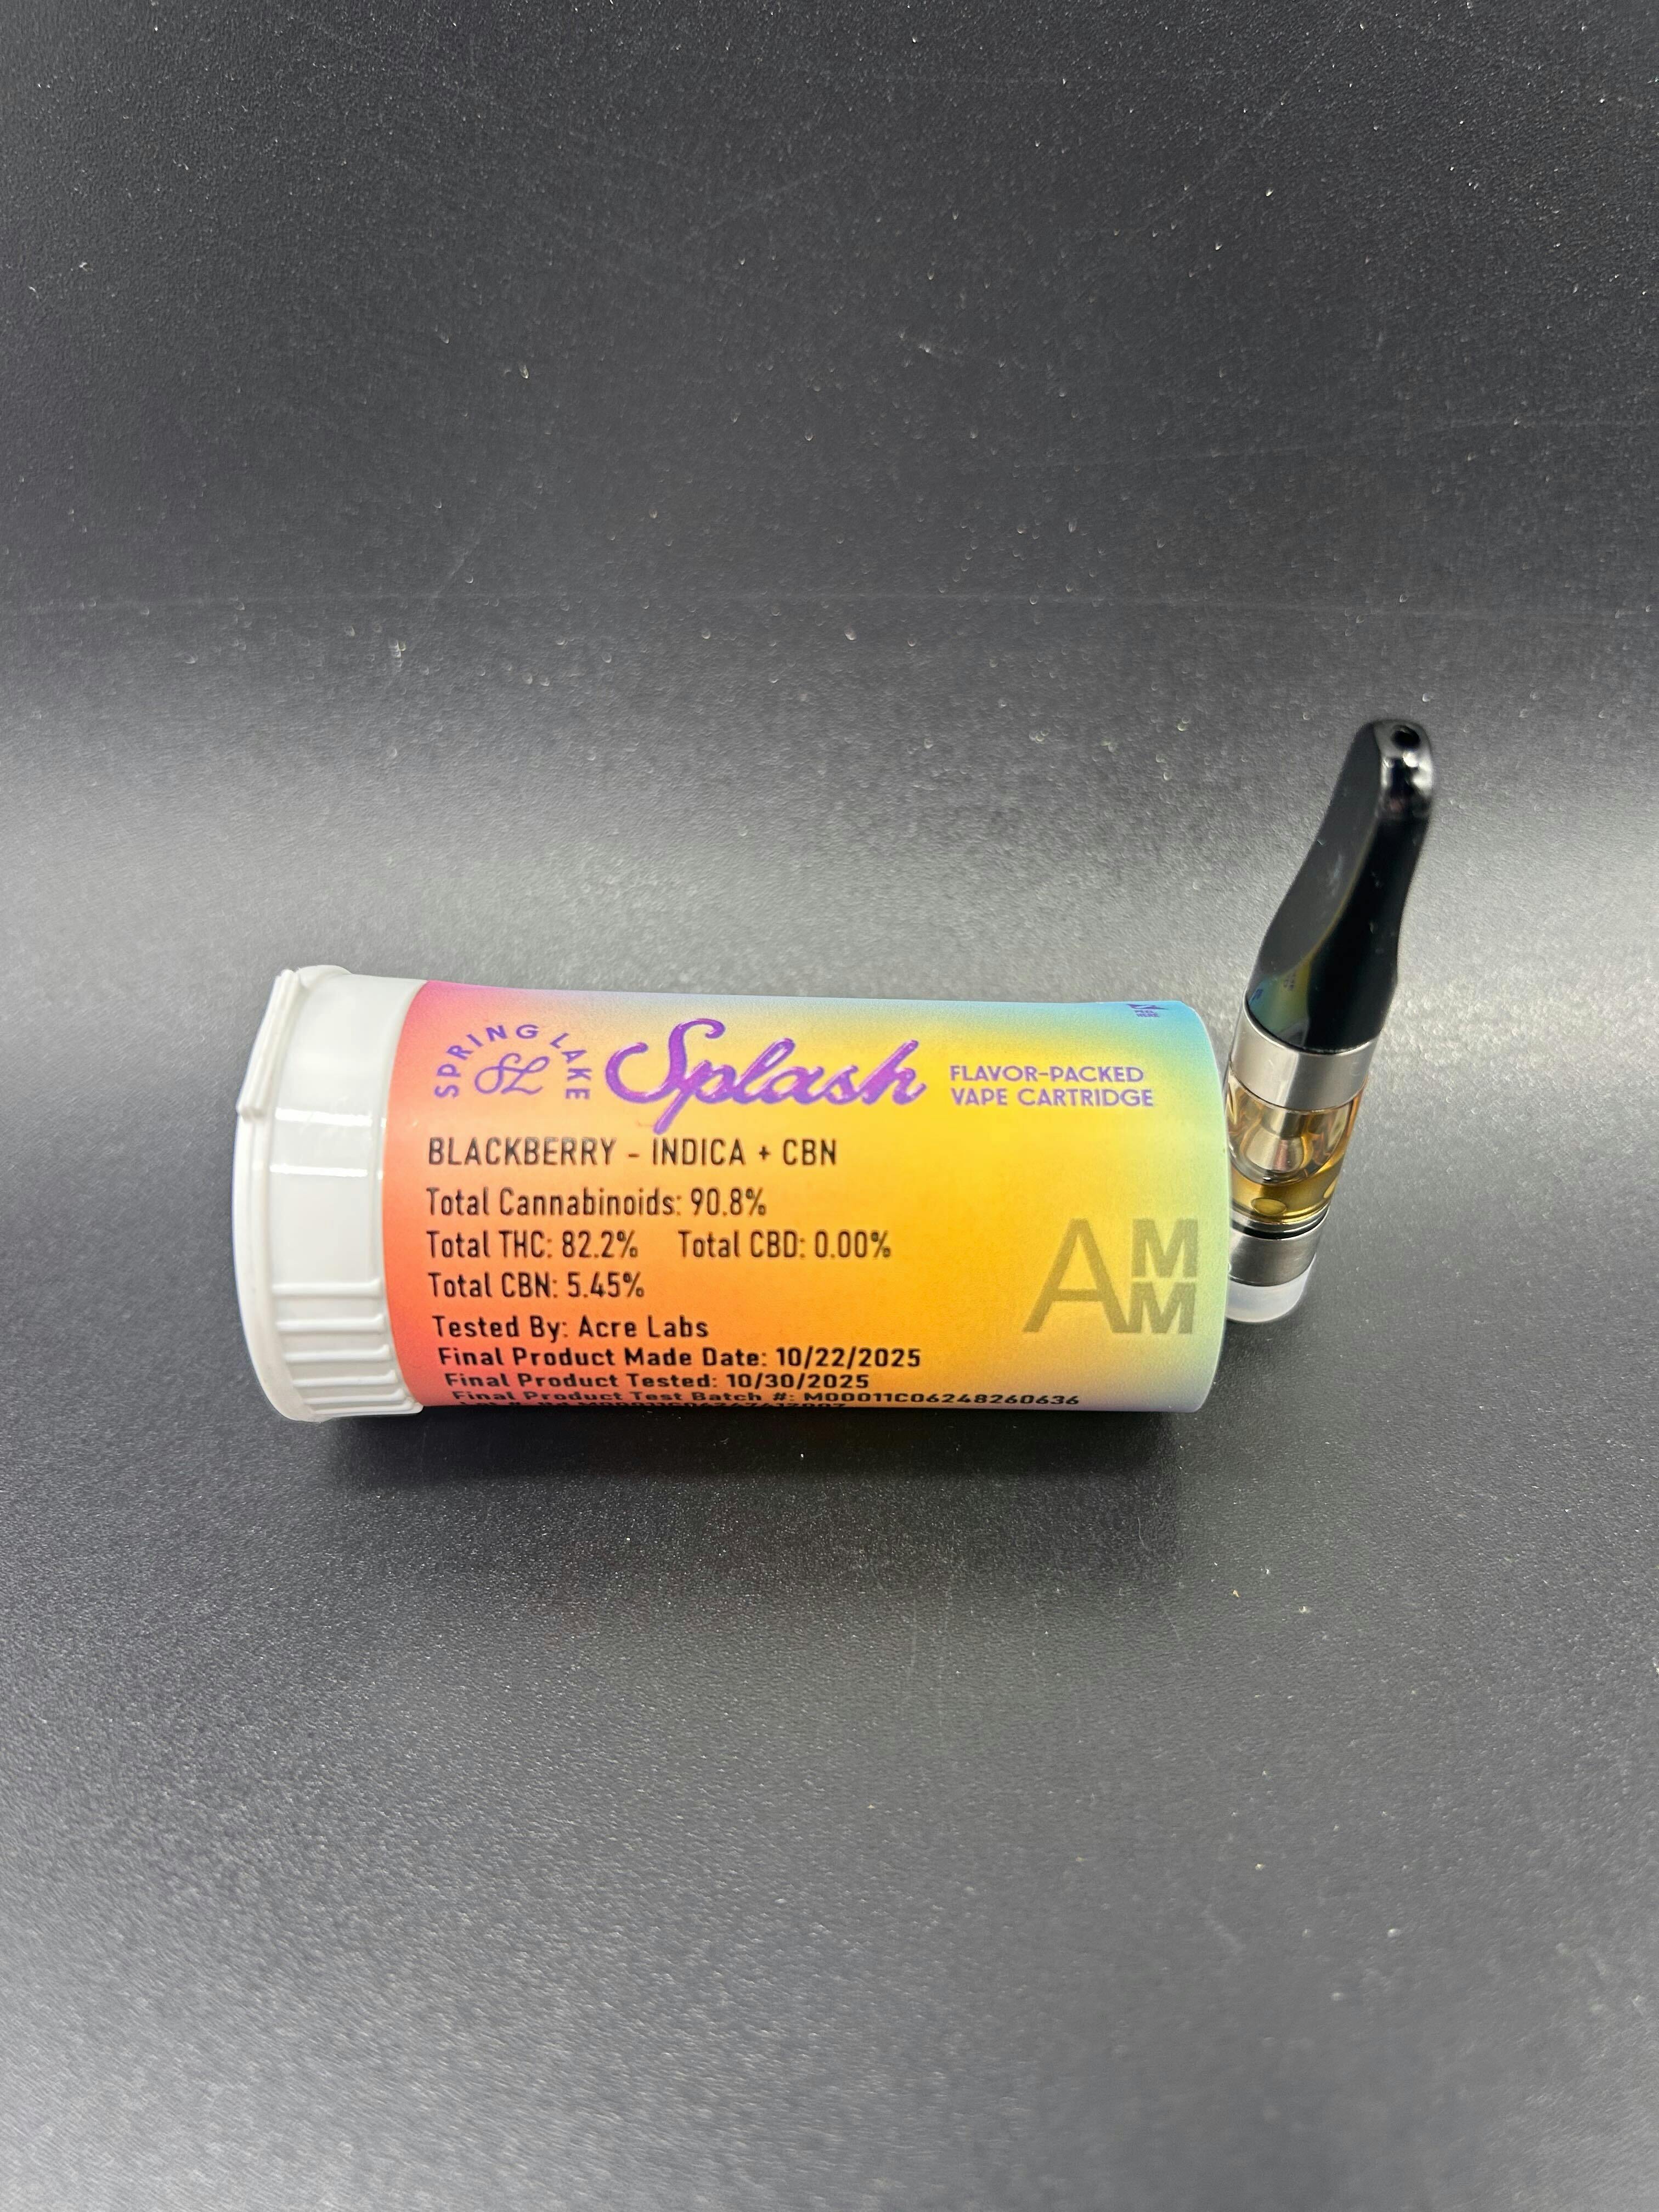 SPRING LAKE
SL
Splash
FLAVOR-PACKED
VAPE CARTRIDGE
BLACKBERRY - INDICA + CBN
Total Cannabinoids: 90.8%
Total THC: 82.2% Total CBD: 0.00%
Total CBN: 5.45%
AMM
Tested By: Acre Labs
Final Product Made Date: 10/22/2025
Final Product Tested: 10/30/2025
Final Product Test Batch #: M00011C06248260636